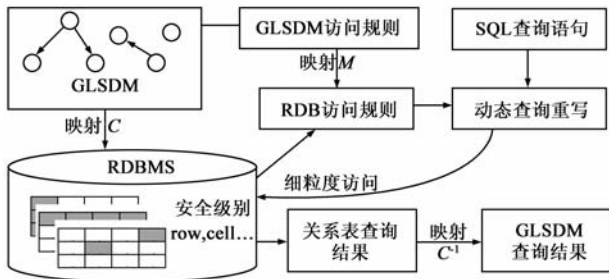 GLSDM访问规则
SQL查询语句
GLSDM
映射M
映射C
RDB访问规则
动态查询重写
RDBMS
细粒度访问
安全级别
row,cell…
关系表查询
结果
映射
C-1
GLSDM
查询结果